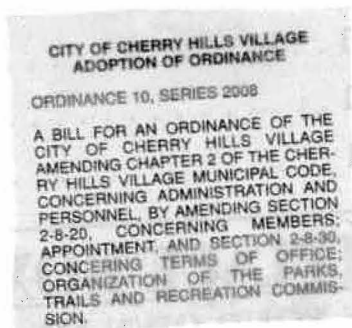 CITY OF CHERRY HILLS VILLAGE
ADOPTION OF ORDINANCE
ORDINANCE 10, SERIES 2008
A BILL FOR AN ORDINANCE OF THE
CITY OF CHERRY HILLS VILLAGE
AMENDING CHAPTER 2 OF THE CHER-
RY HILLS VILLAGE MUNICIPAL CODE,
CONCERNING ADMINISTRATION AND
PERSONNEL, BY AMENDING SECTION
2-8-20, CONCERNING MEMBERS;
APPOINTMENT, AND SECTION 2-8-30,
CONCERING TERMS OF OFFICE;
ORGANIZATION OF THE PARKS,
TRAILS AND RECREATION COMMIS-
SION.